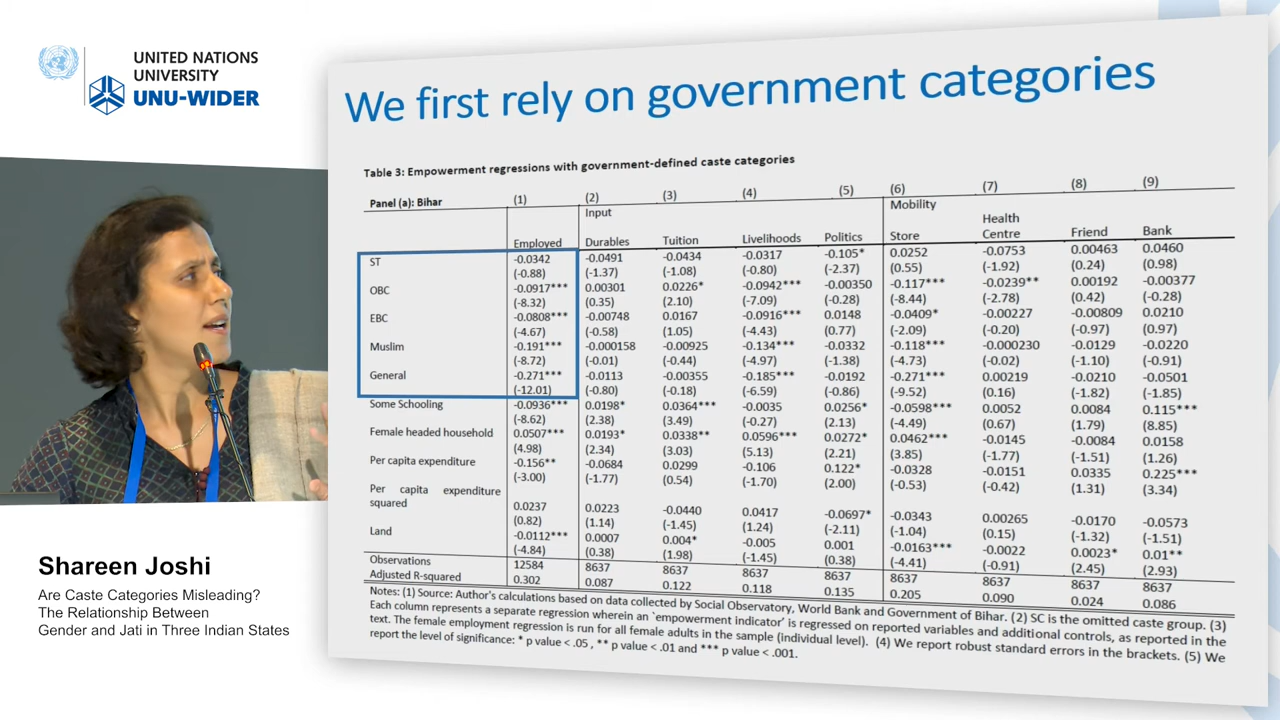 UNITED NATIONS
UNIVERSITY
UNU-WIDER
We first rely on government categories
Table 3: Empowerment regressions with government-defined caste categories
Panel (a): Bihar (1) (2) (3) (4) (5) (6) (7) (8) (9)
Input Mobility
Employed Durables Tuition Livelihoods Politics Store Health Centre Friend Bank
ST -0.0342 -0.0491 -0.0434 -0.0317 -0.105* 0.0252 -0.0753 0.00463 0.0460
(-0.88) (-1.37) (-1.08) (-0.80) (-2.37) (0.55) (-1.92) (0.24) (0.98)
OBC -0.0917*** 0.00301 0.0226* -0.0942*** -0.00350 -0.117*** -0.0239** 0.00192 -0.00377
(-8.32) (0.35) (2.10) (-7.09) (-0.28) (-8.44) (-2.78) (0.42) (-0.28)
EBC -0.0808*** -0.00748 0.0167 -0.0916*** 0.0148 -0.0409* -0.00227 -0.00809 0.0210
(-4.67) (-0.58) (1.05) (-4.43) (0.77) (-2.09) (-0.20) (-0.97) (0.97)
Muslim -0.191*** -0.000158 -0.00925 -0.134*** -0.0332 -0.118*** -0.000230 -0.0129 -0.0220
(-8.72) (-0.01) (-0.44) (-4.97) (-1.38) (-4.73) (-0.02) (-1.10) (-0.91)
General -0.271*** -0.0113 -0.00355 -0.185*** -0.0192 -0.271*** 0.00219 -0.0210 -0.0501
(-12.01) (-0.80) (-0.18) (-6.59) (-0.86) (-9.52) (0.16) (-1.82) (-1.85)
Some Schooling -0.0936*** 0.0198* 0.0364*** -0.0035 0.0256* -0.0598*** 0.0052 0.0084 0.115***
(-8.62) (2.38) (3.49) (-0.27) (2.13) (-4.49) (0.67) (1.79) (8.85)
Female headed household 0.0507*** 0.0193* 0.0338** 0.0596*** 0.0272* 0.0462*** -0.0145 -0.0084 0.0158
(4.98) (2.34) (3.03) (5.13) (2.21) (3.85) (-1.77) (-1.51) (1.26)
Per capita expenditure -0.156** -0.0684 0.0299 -0.106 0.122* -0.0328 -0.0151 0.0335 0.225***
(-3.00) (-1.77) (0.54) (-1.70) (2.00) (-0.53) (-0.42) (1.31) (3.34)
Per capita expenditure
squared 0.0237 0.0223 -0.0440 0.0417 -0.0697* -0.0343 0.00265 -0.0170 -0.0573
(0.82) (1.14) (-1.45) (1.24) (-2.11) (-1.04) (0.15) (-1.32) (-1.51)
Land -0.0112*** 0.0007 0.004* -0.005 0.001 -0.0163*** -0.0022 0.0023* 0.01**
(-4.84) (0.38) (1.98) (-1.45) (0.38) (-4.41) (-0.91) (2.45) (2.93)
Observations 12584 8637 8637 8637 8637 8637 8637 8637 8637
Adjusted R-squared 0.302 0.087 0.122 0.118 0.135 0.205 0.090 0.024 0.086
Notes: (1) Source: Author's calculations based on data collected by Social Observatory, World Bank and Government of Bihar. (2) SC is the omitted caste group. (3)
Each column represents a separate regression wherein an `empowerment indicator' is regressed on reported variables and additional controls, as reported in the
text. The female employment regression is run for all female adults in the sample (individual level). (4) We report robust standard errors in the brackets. (5) We
report the level of significance: * p value < .05 , ** p value < .01 and *** p value < .001.
Shareen Joshi
Are Caste Categories Misleading?
The Relationship Between
Gender and Jati in Three Indian States